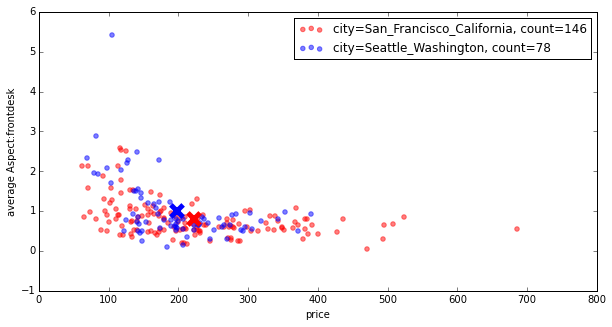 6
5
4
3
2
1
0
−1
average Aspect:frontdesk
city=San_Francisco_California, count=146
city=Seattle_Washington, count=78
0 100 200 300 400 500 600 700 800
price